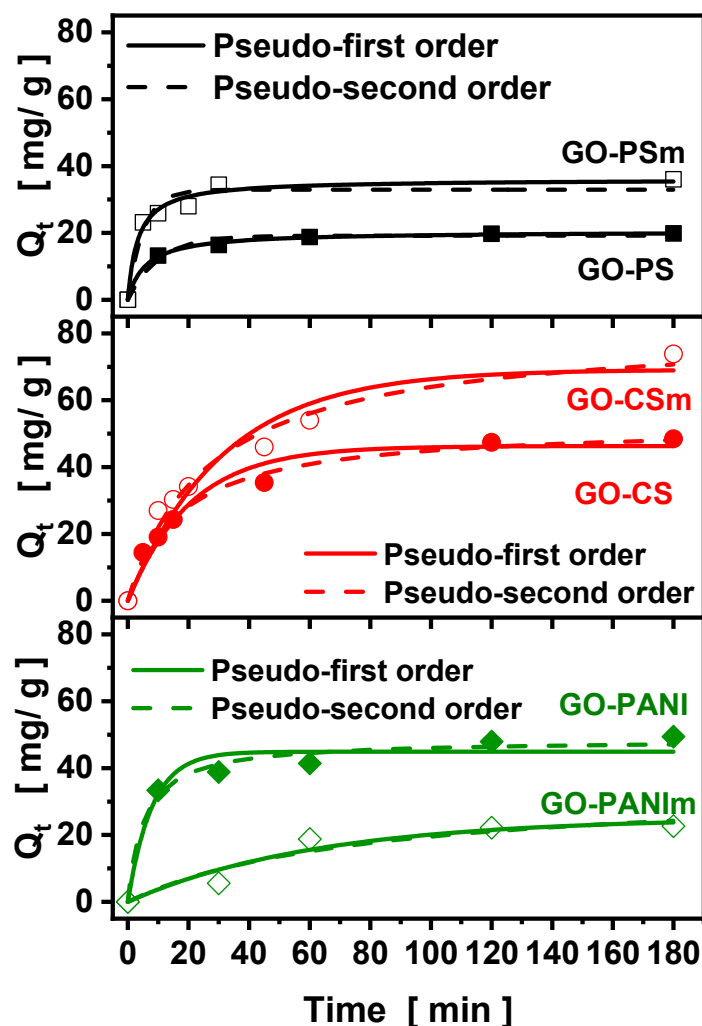 80
Pseudo-first order
Pseudo-second order
60
GO-PSm
40
20
GO-PS
0
Qt [ mg/ g ]
80
60
GO-CSm
40
GO-CS
20
Pseudo-first order
Pseudo-second order
0
Qt [ mg/ g ]
80
Pseudo-first order
GO-PANI
Pseudo-second order
60
40
GO-PANIm
20
0
Qt [ mg/ g ]
0 20 40 60 80 100 120 140 160 180
Time [ min ]